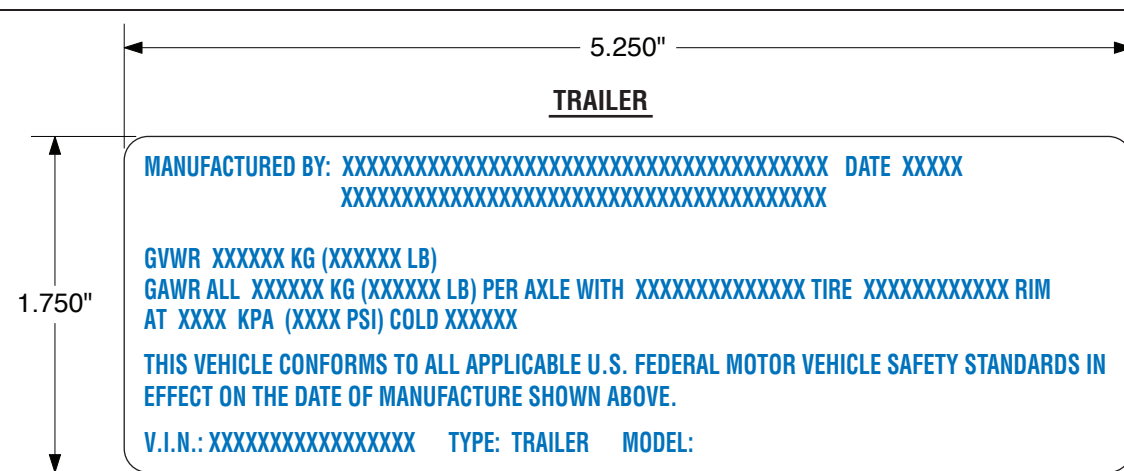 5.250"
TRAILER
MANUFACTURED BY: XXXXXXXXXXXXXXXXXXXXXXXXXXXXXXXXXXXXXXXX DATE XXXXX
XXXXXXXXXXXXXXXXXXXXXXXXXXXXXXXXXXXXXXXX
GVWR XXXXXX KG (XXXXXX LB)
GAWR ALL XXXXXX KG (XXXXXX LB) PER AXLE WITH XXXXXXXXXXXXXX TIRE XXXXXXXXXXXX RIM
1.750"
AT XXXX KPA (XXXX PSI) COLD XXXXXX
THIS VEHICLE CONFORMS TO ALL APPLICABLE U.S. FEDERAL MOTOR VEHICLE SAFETY STANDARDS IN
EFFECT ON THE DATE OF MANUFACTURE SHOWN ABOVE.
V.I.N.: XXXXXXXXXXXXXXXXX TYPE: TRAILER MODEL: